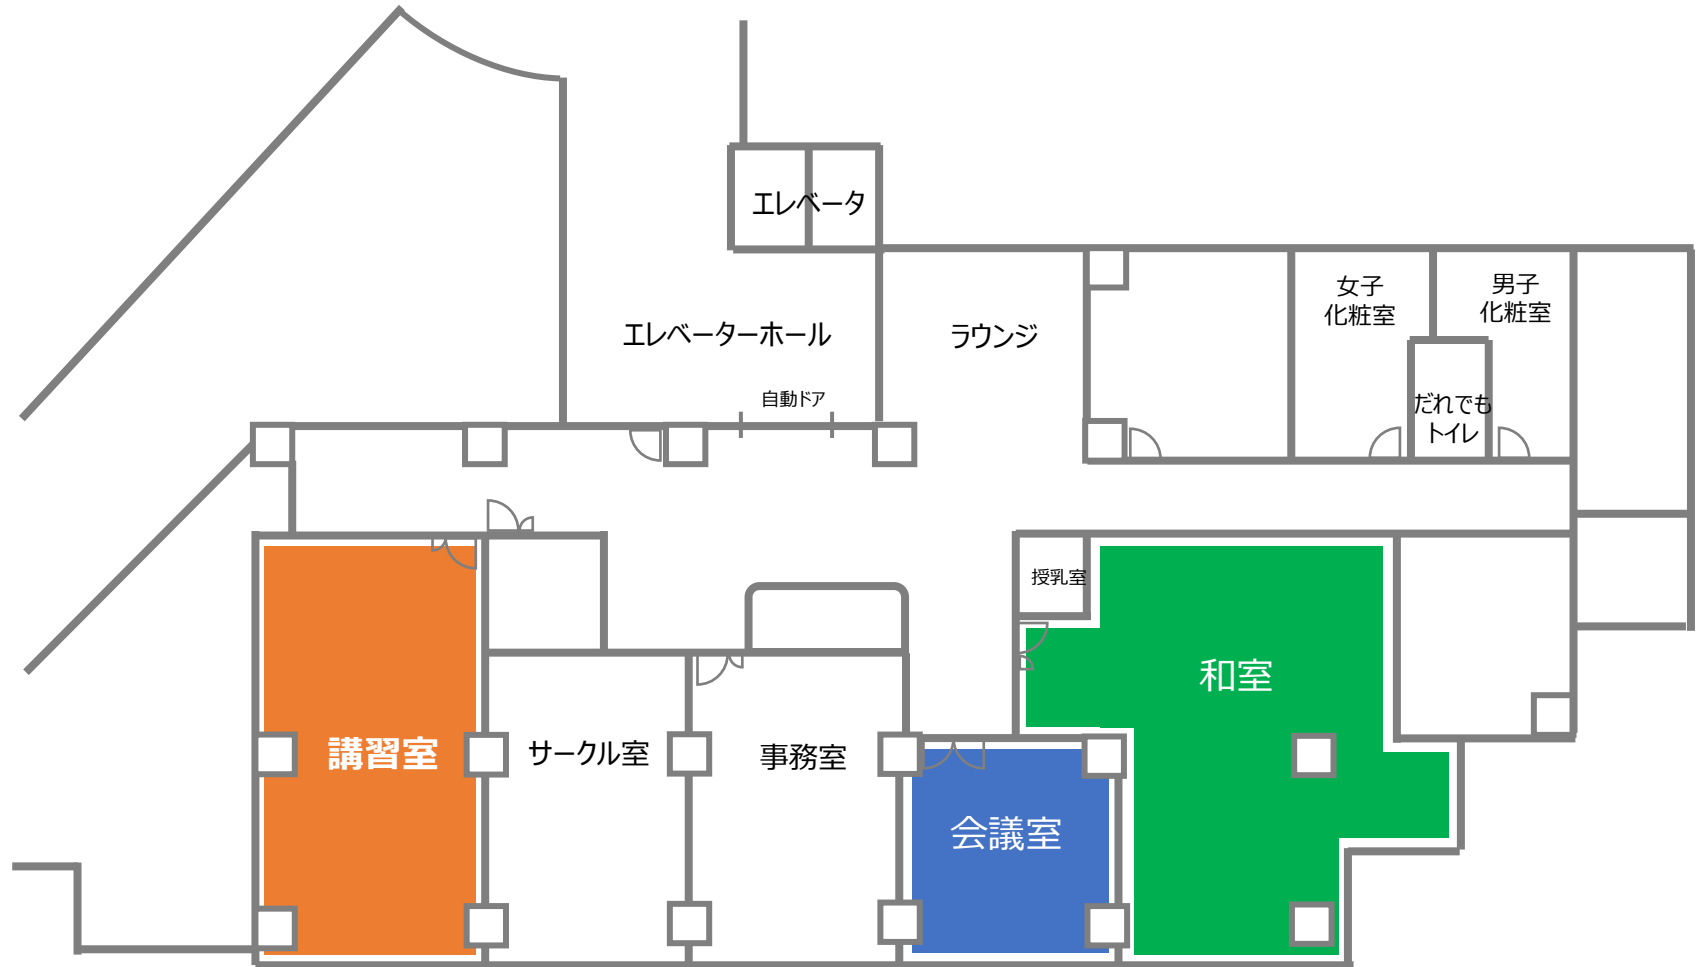 エレベータ
エレベーターホール
自動ドア
ラウンジ
女子
化粧室
男子
化粧室
だれでも
トイレ
授乳室
和室
講習室
サークル室
事務室
会議室